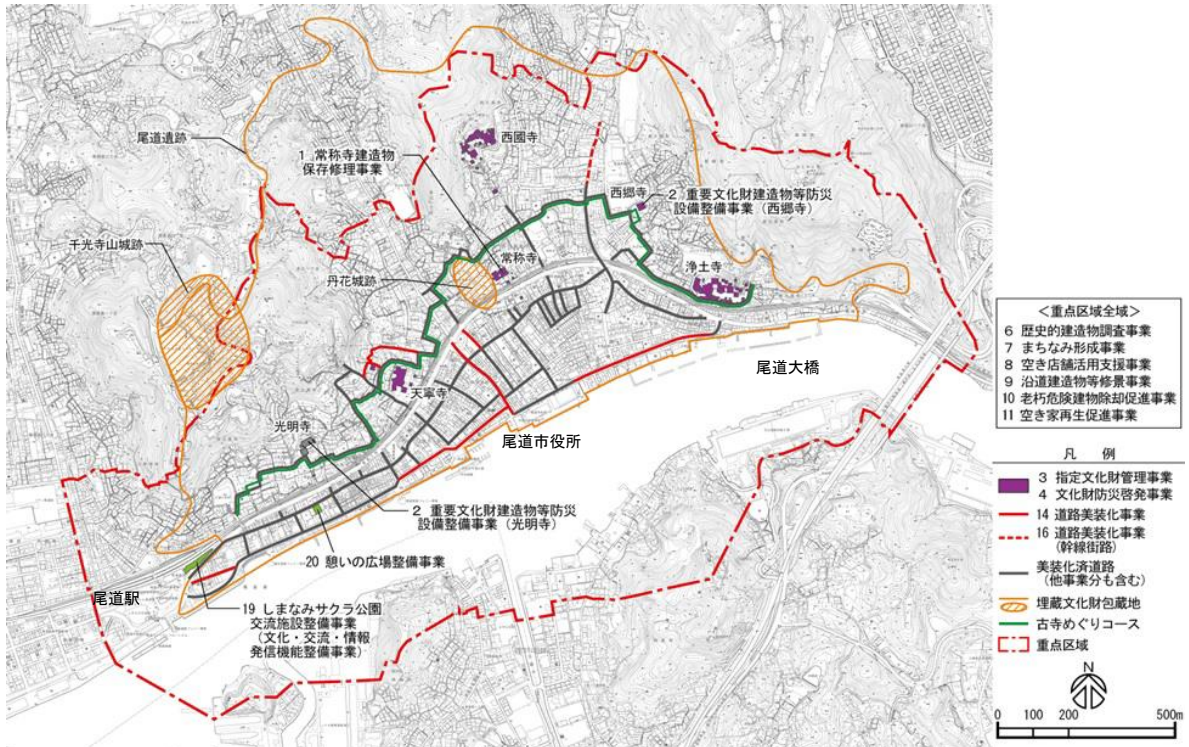 尾道遺跡
1 常称寺建造物
保存修理事業
西國寺
西郷寺
2 重要文化財建造物等防災
設備整備事業（西郷寺）
千光寺山城跡
丹花城跡
常称寺
浄土寺
天寧寺
光明寺
尾道大橋
尾道市役所
2 重要文化財建造物等防災
設備整備事業（光明寺）
20 憩いの広場整備事業
尾道駅
19 しまなみサクラ公園
交流施設整備事業
（文化・交流・情報
発信機能整備事業）
＜重点区域全域＞
6 歴史的建造物調査事業
7 まちなみ形成事業
8 空き店舗活用支援事業
9 沿道建造物等修景事業
10 老朽危険建物除却促進事業
11 空き家再生促進事業
凡 例
3 指定文化財管理事業
4 文化財防災啓発事業
14 道路美装化事業
16 道路美装化事業
（幹線街路）
美装化済道路
（他事業分も含む）
埋蔵文化財包蔵地
古寺めぐりコース
重点区域
N
0 100 200 500m